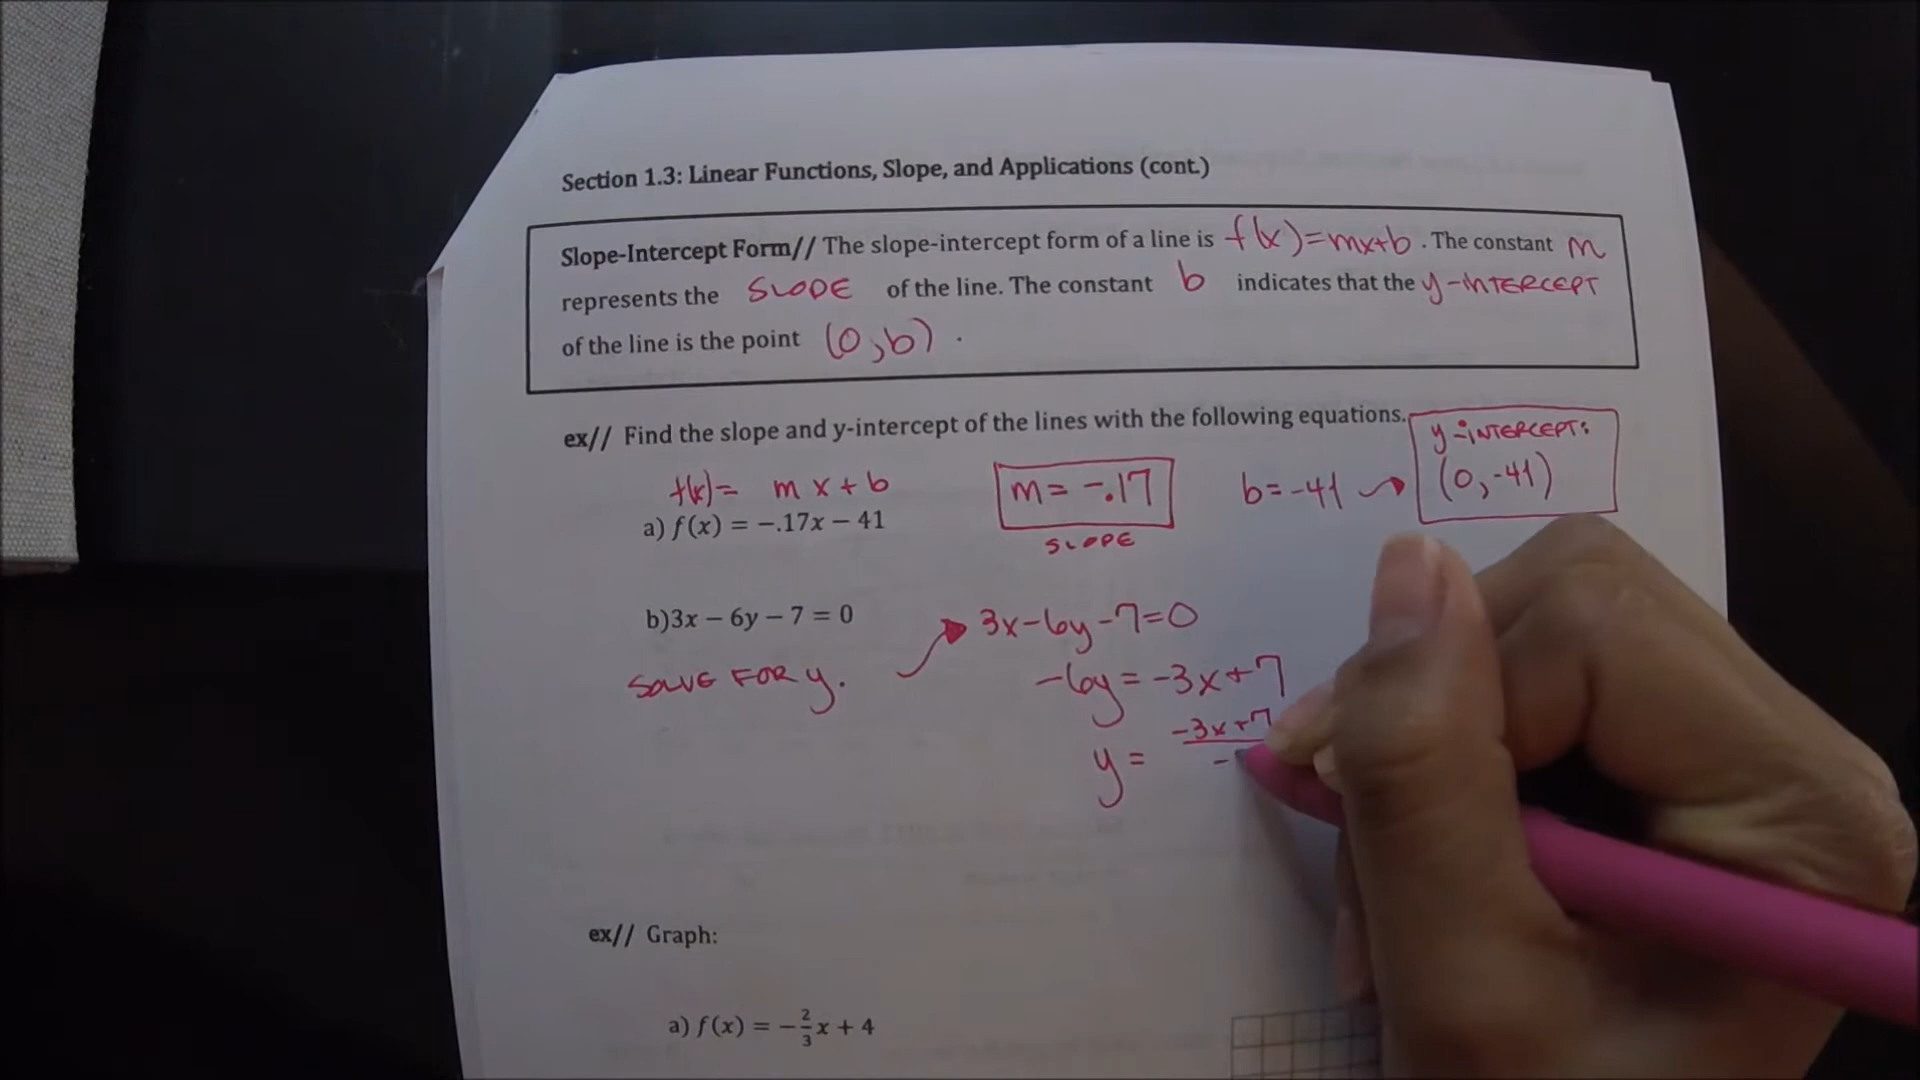 Section 1.3: Linear Functions, Slope, and Applications (cont.)
Slope-Intercept Form// The slope-intercept form of a line is f(x)=mx+b . The constant m
represents the SLOPE of the line. The constant b indicates that the y-INTERCEPT
of the line is the point (0,b) .
ex// Find the slope and y-intercept of the lines with the following equations.
f(x)= mx+b
a) f(x) = −.17x − 41
m = -.17
SLOPE
b=-41
y-INTERCEPT:
(0,-41)
b)3x − 6y − 7 = 0
SOLVE FOR y.
3x-6y-7=0
-6y=-3x+7
y= -3x+7
-
ex// Graph:
a) f(x) = −2/3x + 4